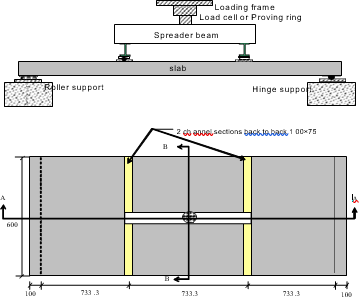 Loading frame
Load cell or Proving ring
Spreader beam
slab
Roller support
Hinge support
2 ch annel sections back to back 1 00×75
B
A
600
B
100
733 .3
733.3
733.3
100